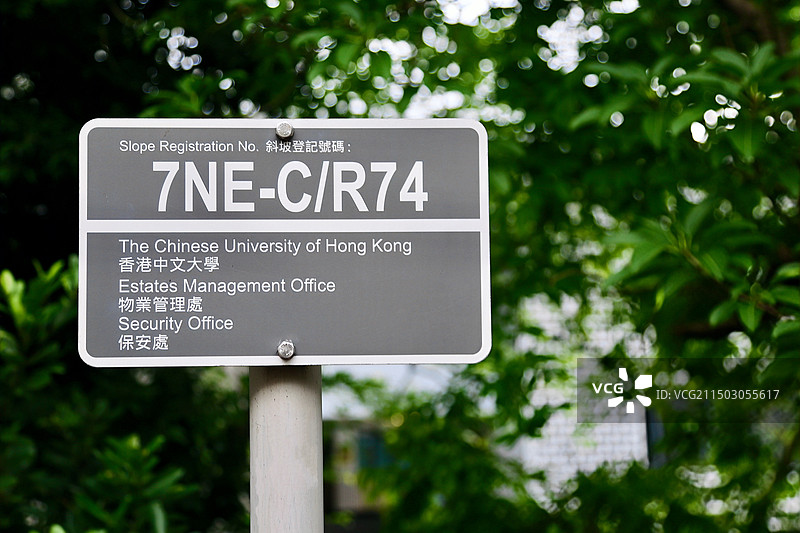 Slope Registration No. 斜坡登記號碼：
7NE-C/R74
The Chinese University of Hong Kong
香港中文大學
Estates Management Office
物業管理處
Security Office
保安處
VCG
ID: VCG211503055617